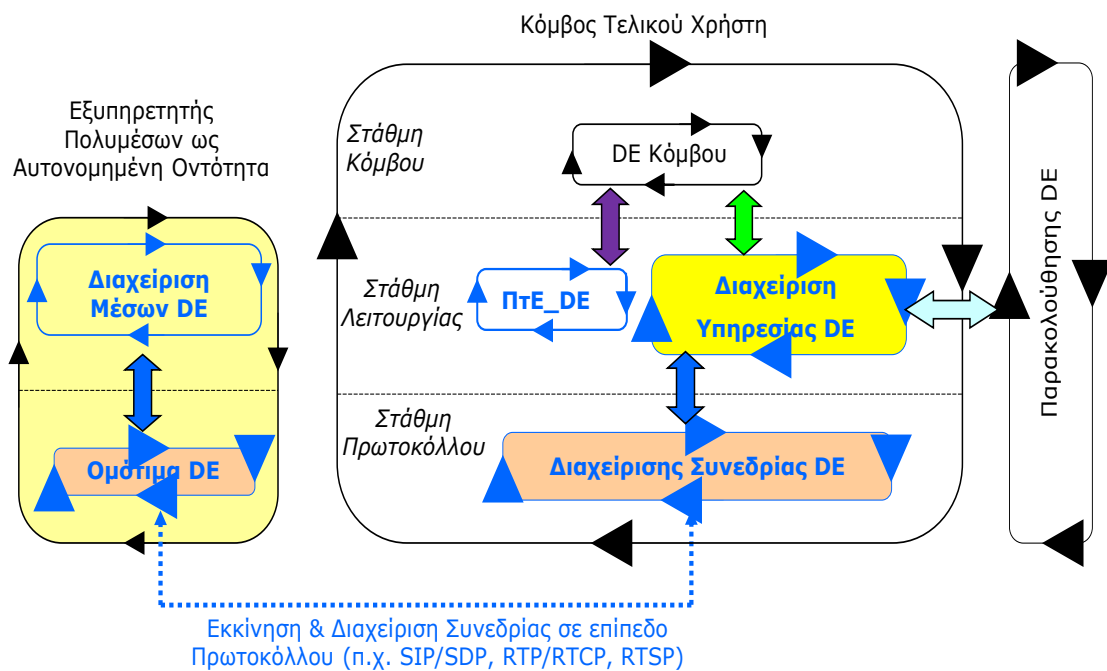 Κόμβος Τελικού Χρήστη
Εξυπηρετητής
Πολυμέσων ως
Αυτονομημένη Οντότητα
Στάθμη
Κόμβου
DE Κόμβου
Διαχείριση
Μέσων DE
Στάθμη
Λειτουργίας
ΠτΕ_DE
Διαχείριση
Υπηρεσίας DE
Παρακολούθησης DE
Στάθμη
Πρωτοκόλλου
Ομότιμα DE
Διαχείρισης Συνεδρίας DE
Εκκίνηση & Διαχείριση Συνεδρίας σε επίπεδο
Πρωτοκόλλου (π.χ. SIP/SDP, RTP/RTCP, RTSP)